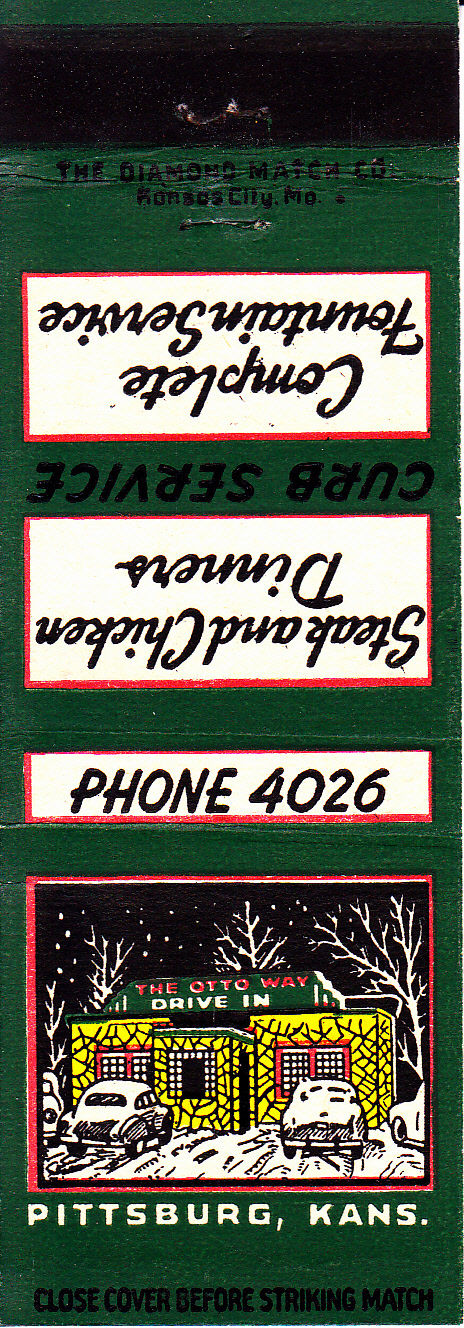 THE DIAMOND MATCH CO.
Kansas City, Mo.
Steak and Chicken
Dinners
CURB SERVICE
Complete
Fountain Service
PHONE 4026
THE OTTO WAY
DRIVE IN
PITTSBURG, KANS.
CLOSE COVER BEFORE STRIKING MATCH